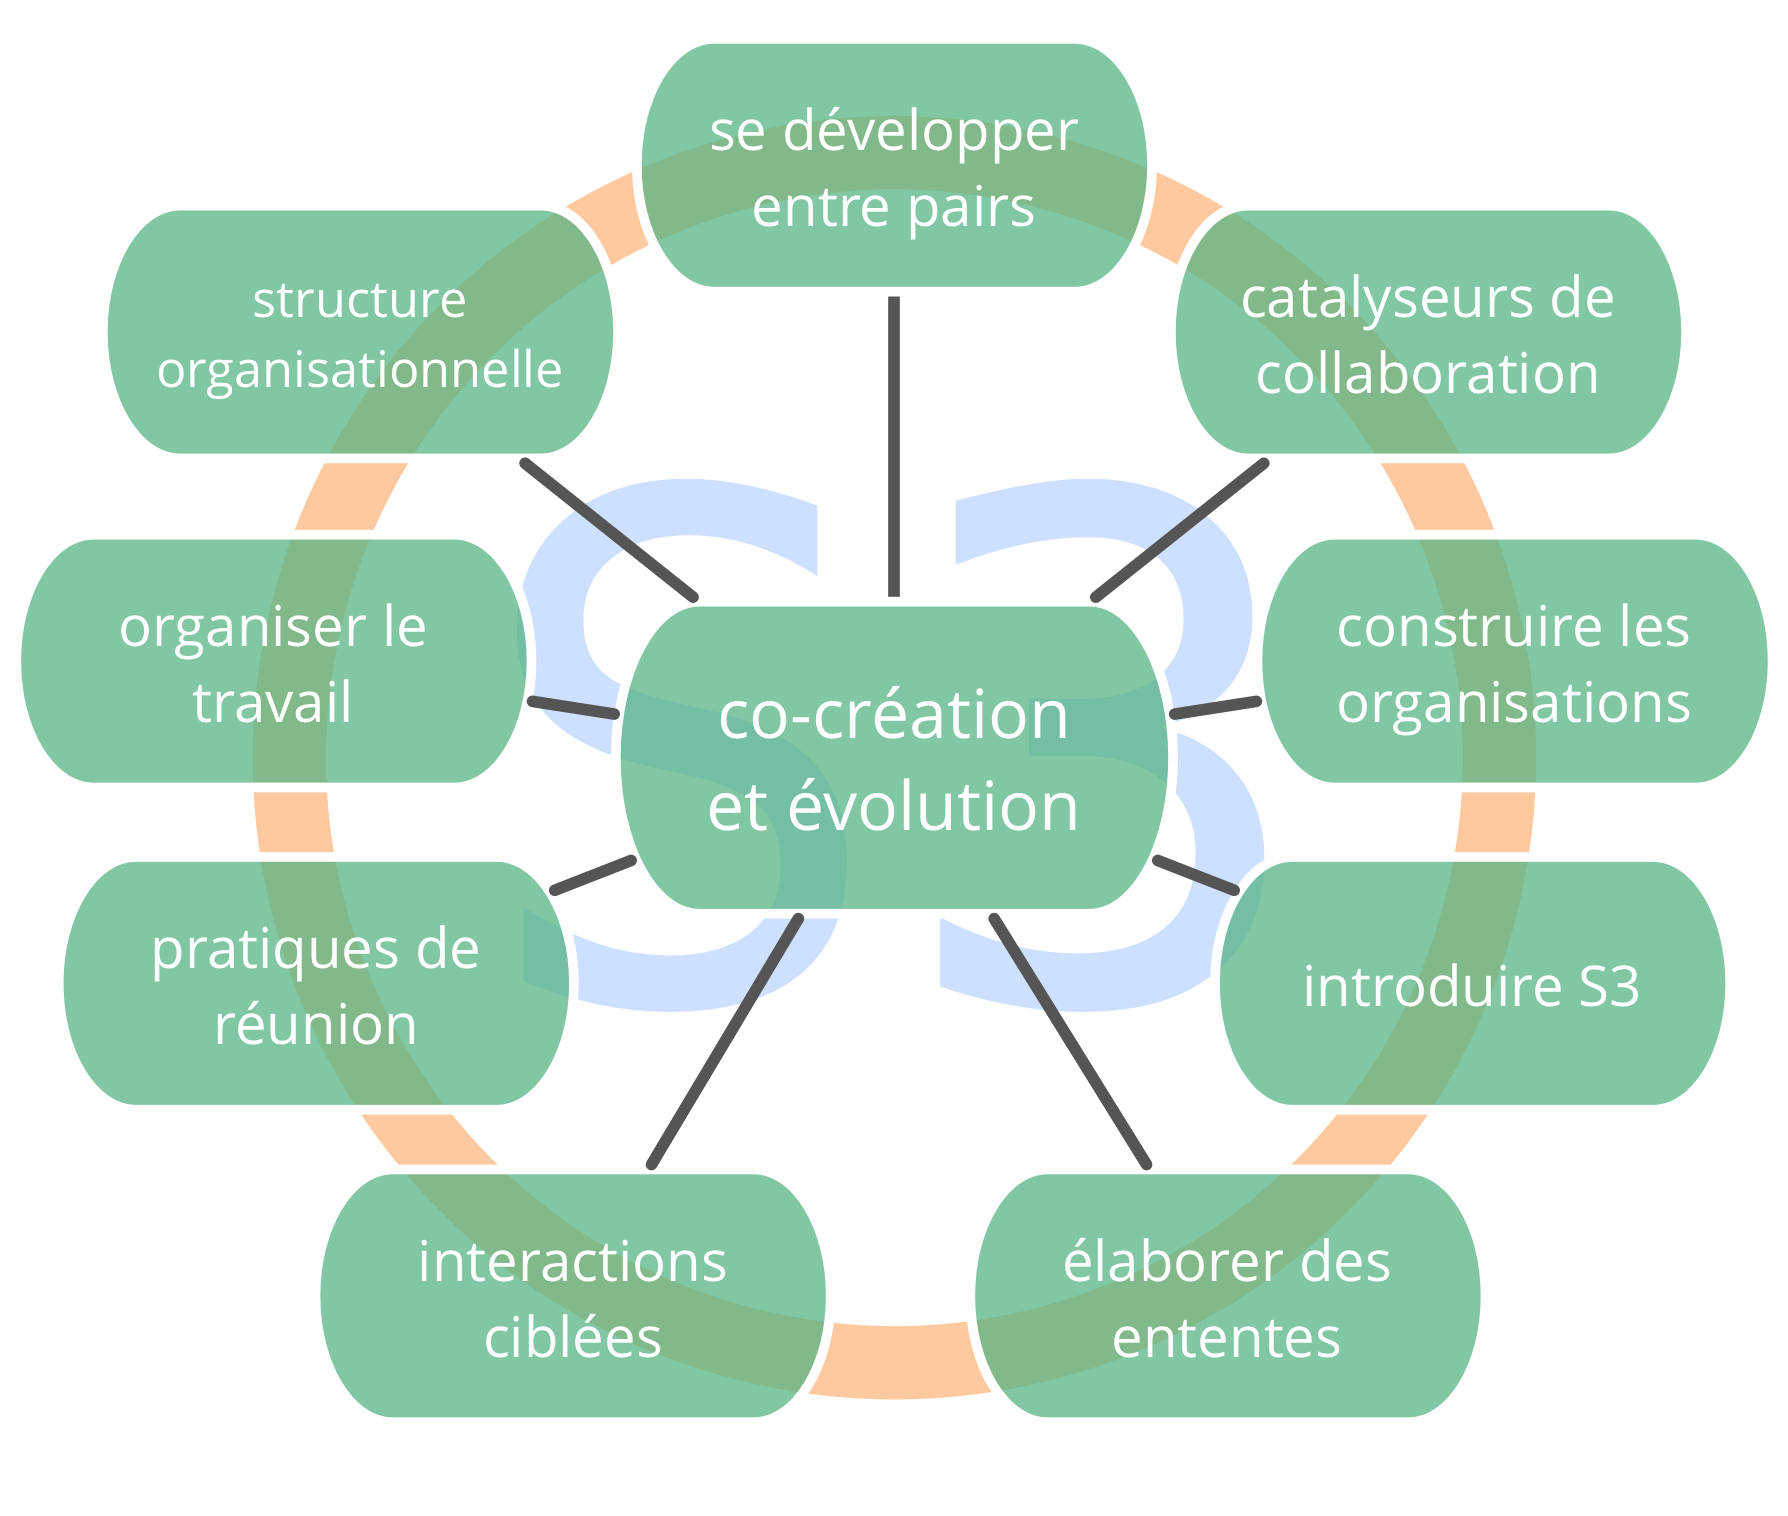 se développer
entre pairs
structure
organisationnelle
catalyseurs de
collaboration
organiser le
travail
construire les
organisations
S3
co-création
et évolution
pratiques de
réunion
introduire S3
interactions
ciblées
élaborer des
ententes